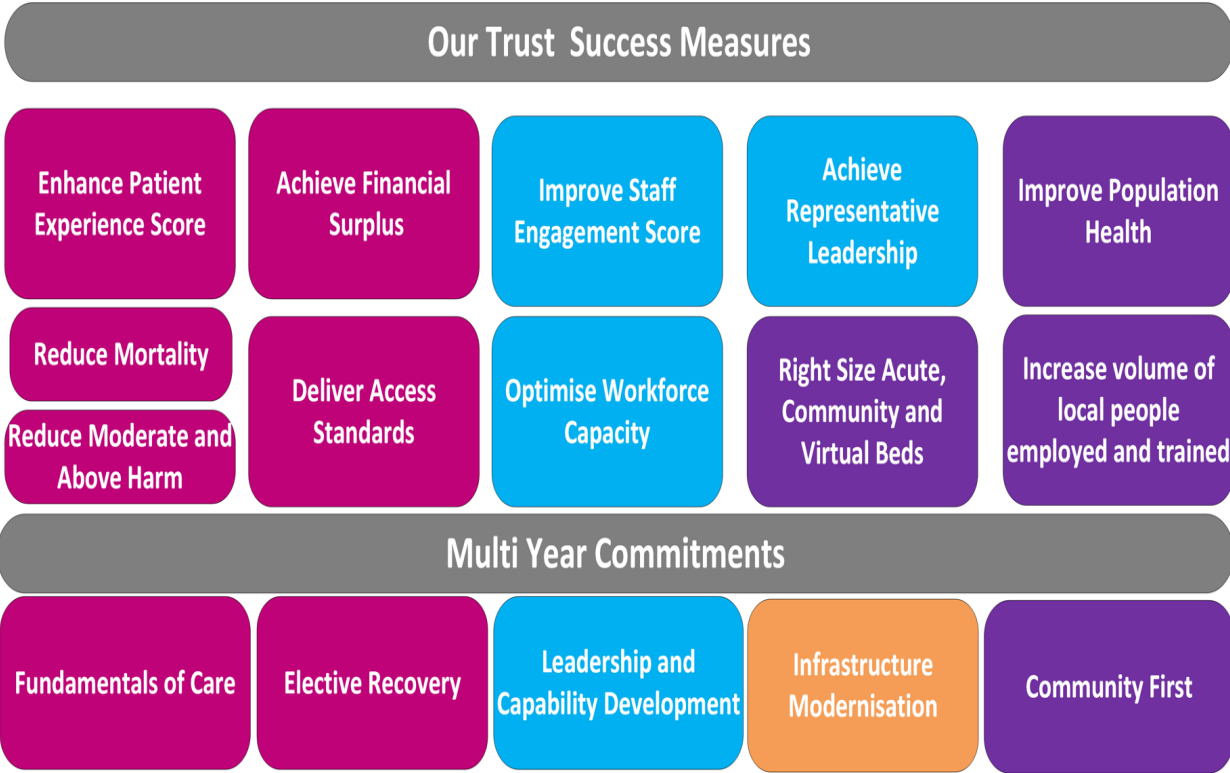 Our Trust  Success Measures
Enhance Patient
Experience Score
Achieve Financial
Surplus
Improve Staff
Engagement Score
Achieve
Representative
Leadership
Improve Population
Health
Reduce Mortality
Reduce Moderate and
Above Harm
Deliver Access
Standards
Optimise Workforce
Capacity
Right Size Acute,
Community and
Virtual Beds
Increase volume of
local people
employed and trained
Multi Year Commitments
Fundamentals of Care
Elective Recovery
Leadership and
Capability Development
Infrastructure
Modernisation
Community First